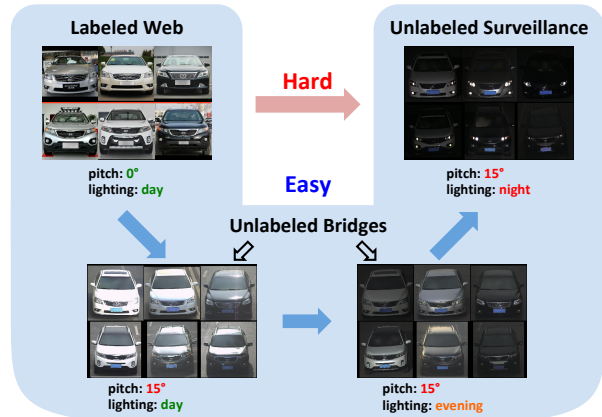 Labeled Web
Unlabeled Surveillance
Hard
pitch: 0°
lighting: day
pitch: 15°
lighting: night
Easy
Unlabeled Bridges
pitch: 15°
lighting: day
pitch: 15°
lighting: evening